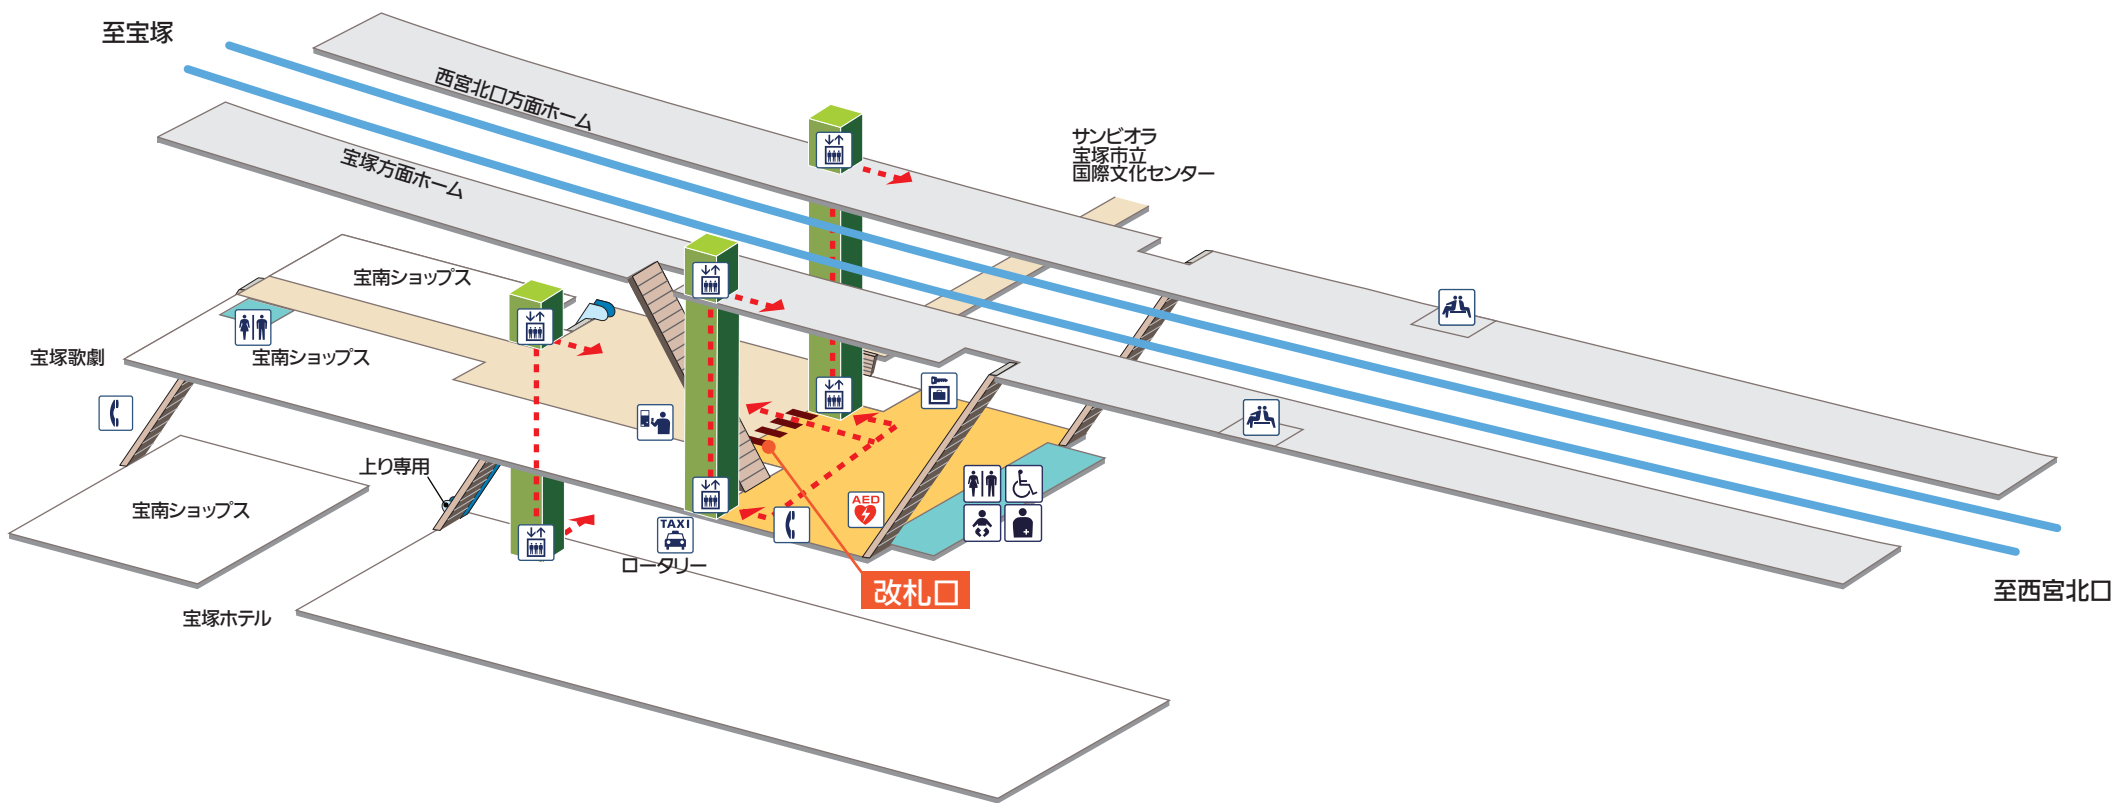 至宝塚
西宮北口方面ホーム
宝塚方面ホーム
サンビオラ
宝塚市立
国際文化センター
宝南ショップス
宝塚歌劇
宝南ショップス
上り専用
宝南ショップス
AED
TAXI
ロータリー
改札口
至西宮北口
宝塚ホテル